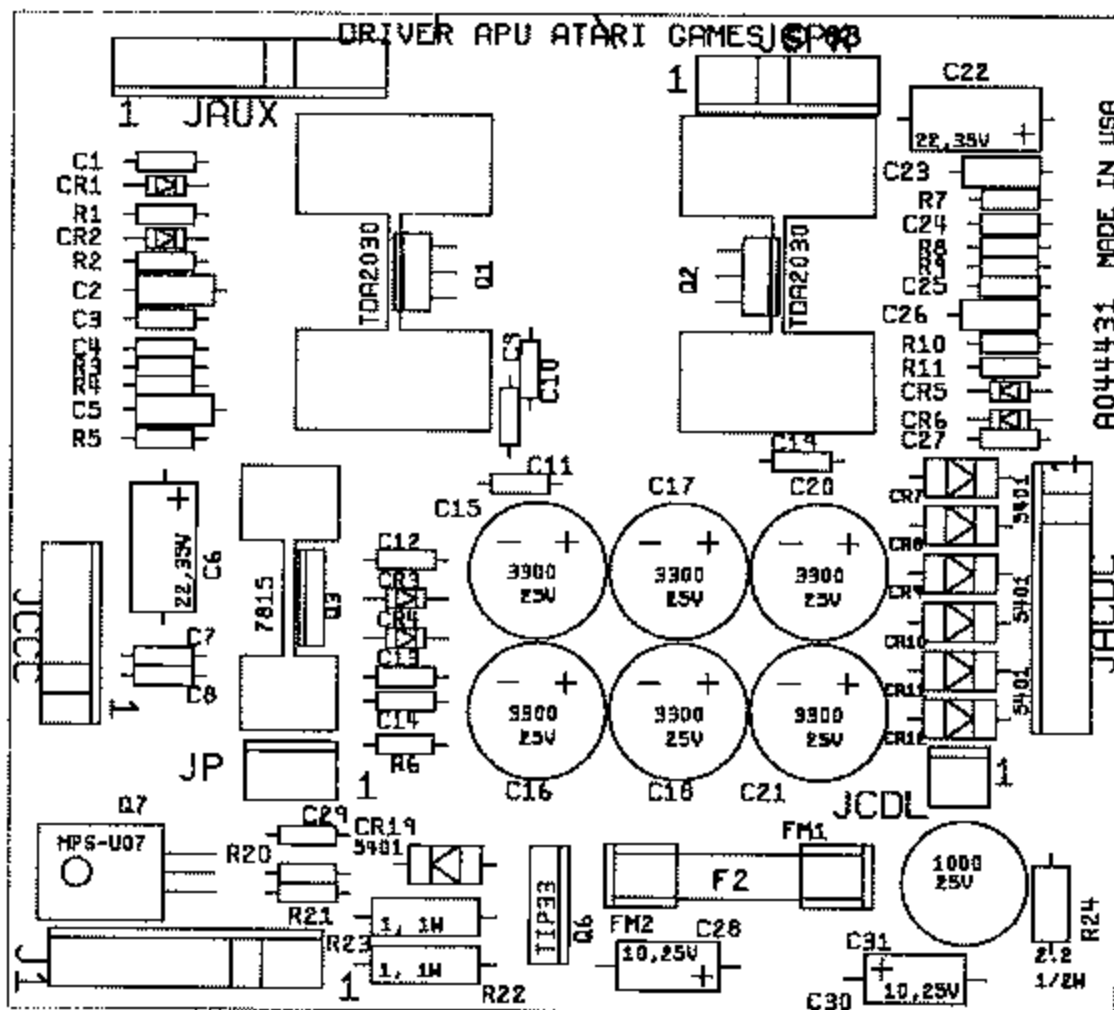 DRIVER APU ATARI GAMES
1 JAUX
1
C22
22,35V
A044431 MADE IN USA
C1
CR1
R1
CR2
R2
C2
C3
C4
R3
R4
C5
R5
TDA2030
Q1
Q2
TDA2030
C23
R7
C24
R8
R9
C25
C26
R10
R11
CR5
CR6
C27
C9
C10
C11
C19
C15
C17
C20
3300
25V
3300
25V
3300
25V
3300
25V
3300
25V
3300
25V
C16
C18
C21
22,35V
C6
C7
C8
JCCC
1
7815
Q3
C12
CR3
CR4
C13
C14
R6
JP
1
CR7
CR8
CR9
CR10
CR11
CR12
5401
5401
5401
JACDC
JCDL
1
Q7
MPS-U07
C29
R20
R21
CR19
5401
R23
1, 1W
1, 1W
R22
J1
1
TIP33
Q6
FM1
F2
FM2
C28
10,25V
1000
25V
C31
C30
10,25V
R24
2.2
1/2W